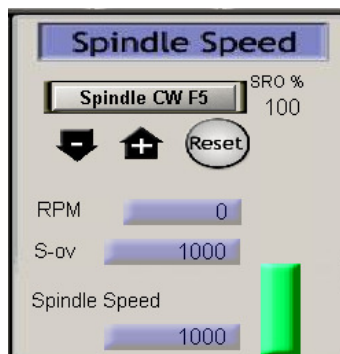 Spindle Speed
SRO %
Spindle CW F5
100
- + Reset
RPM 0
S-ov 1000
Spindle Speed
1000